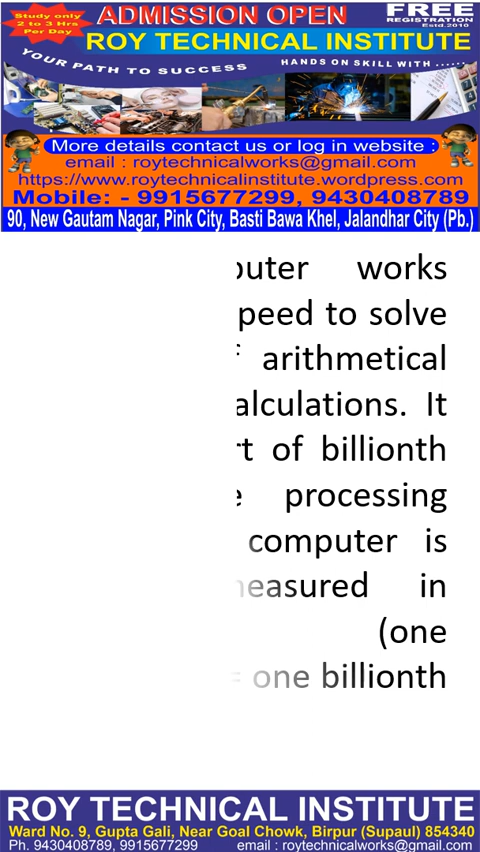 Study only
2 to 3 Hrs
Per Day
ADMISSION OPEN
FREE
REGISTRATION
Estd.2010
ROY TECHNICAL INSTITUTE
YOUR PATH TO SUCCESS
HANDS ON SKILL WITH ......
More details contact us or log in website :
email : roytechnicalworks@gmail.com
https://www.roytechnicalinstitute.wordpress.com
Mobile: - 9915677299, 9430408789
90, New Gautam Nagar, Pink City, Basti Bawa Khel, Jalandhar City (Pb.)
works
to solve
arithmetical
It
of billionth
processing
computer is
in
(one
one billionth
ROY TECHNICAL INSTITUTE
Ward No. 9, Gupta Gali, Near Goal Chowk, Birpur (Supaul) 854340
Ph. 9430408789, 9915677299 email : roytechnicalworks@gmail.com